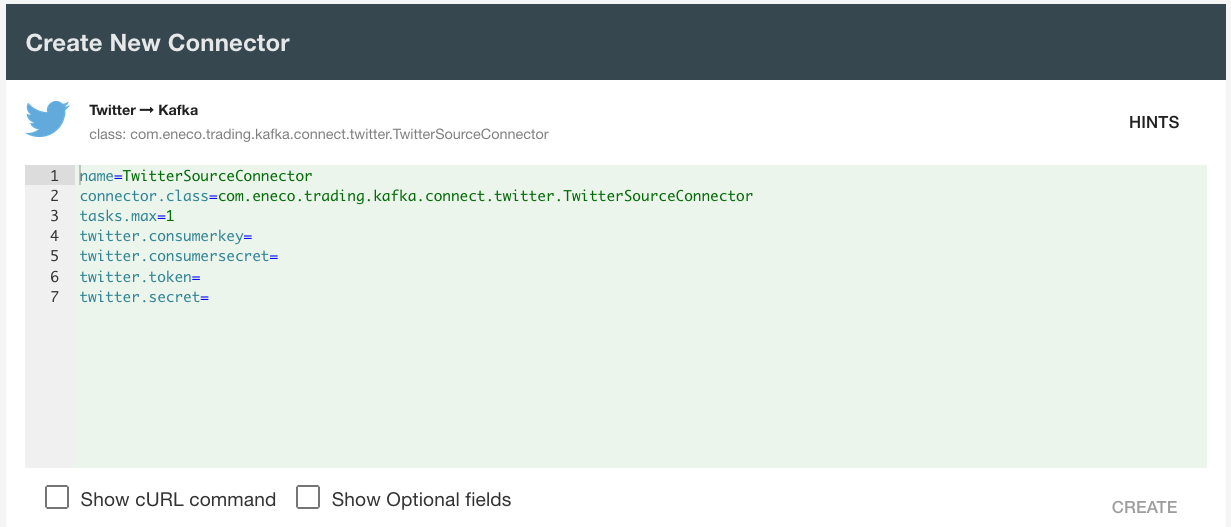 Create New Connector
Twitter → Kafka
class: com.eneco.trading.kafka.connect.twitter.TwitterSourceConnector
HINTS
1 name=TwitterSourceConnector
2 connector.class=com.eneco.trading.kafka.connect.twitter.TwitterSourceConnector
3 tasks.max=1
4 twitter.consumerkey=
5 twitter.consumersecret=
6 twitter.token=
7 twitter.secret=
Show cURL command Show Optional fields
CREATE